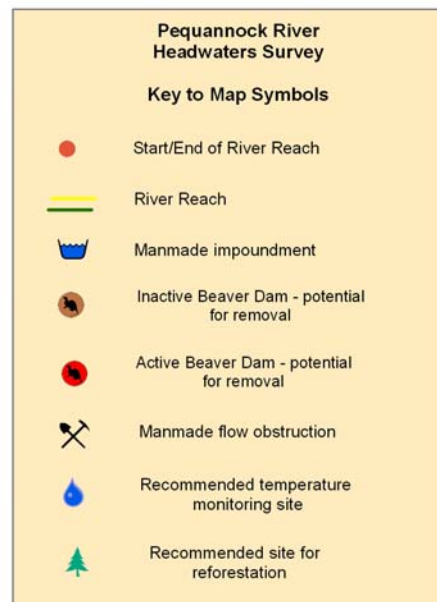 Pequannock River
Headwaters Survey
Key to Map Symbols
Start/End of River Reach
River Reach
Manmade impoundment
Inactive Beaver Dam - potential
for removal
Active Beaver Dam - potential
for removal
Manmade flow obstruction
Recommended temperature
monitoring site
Recommended site for
reforestation